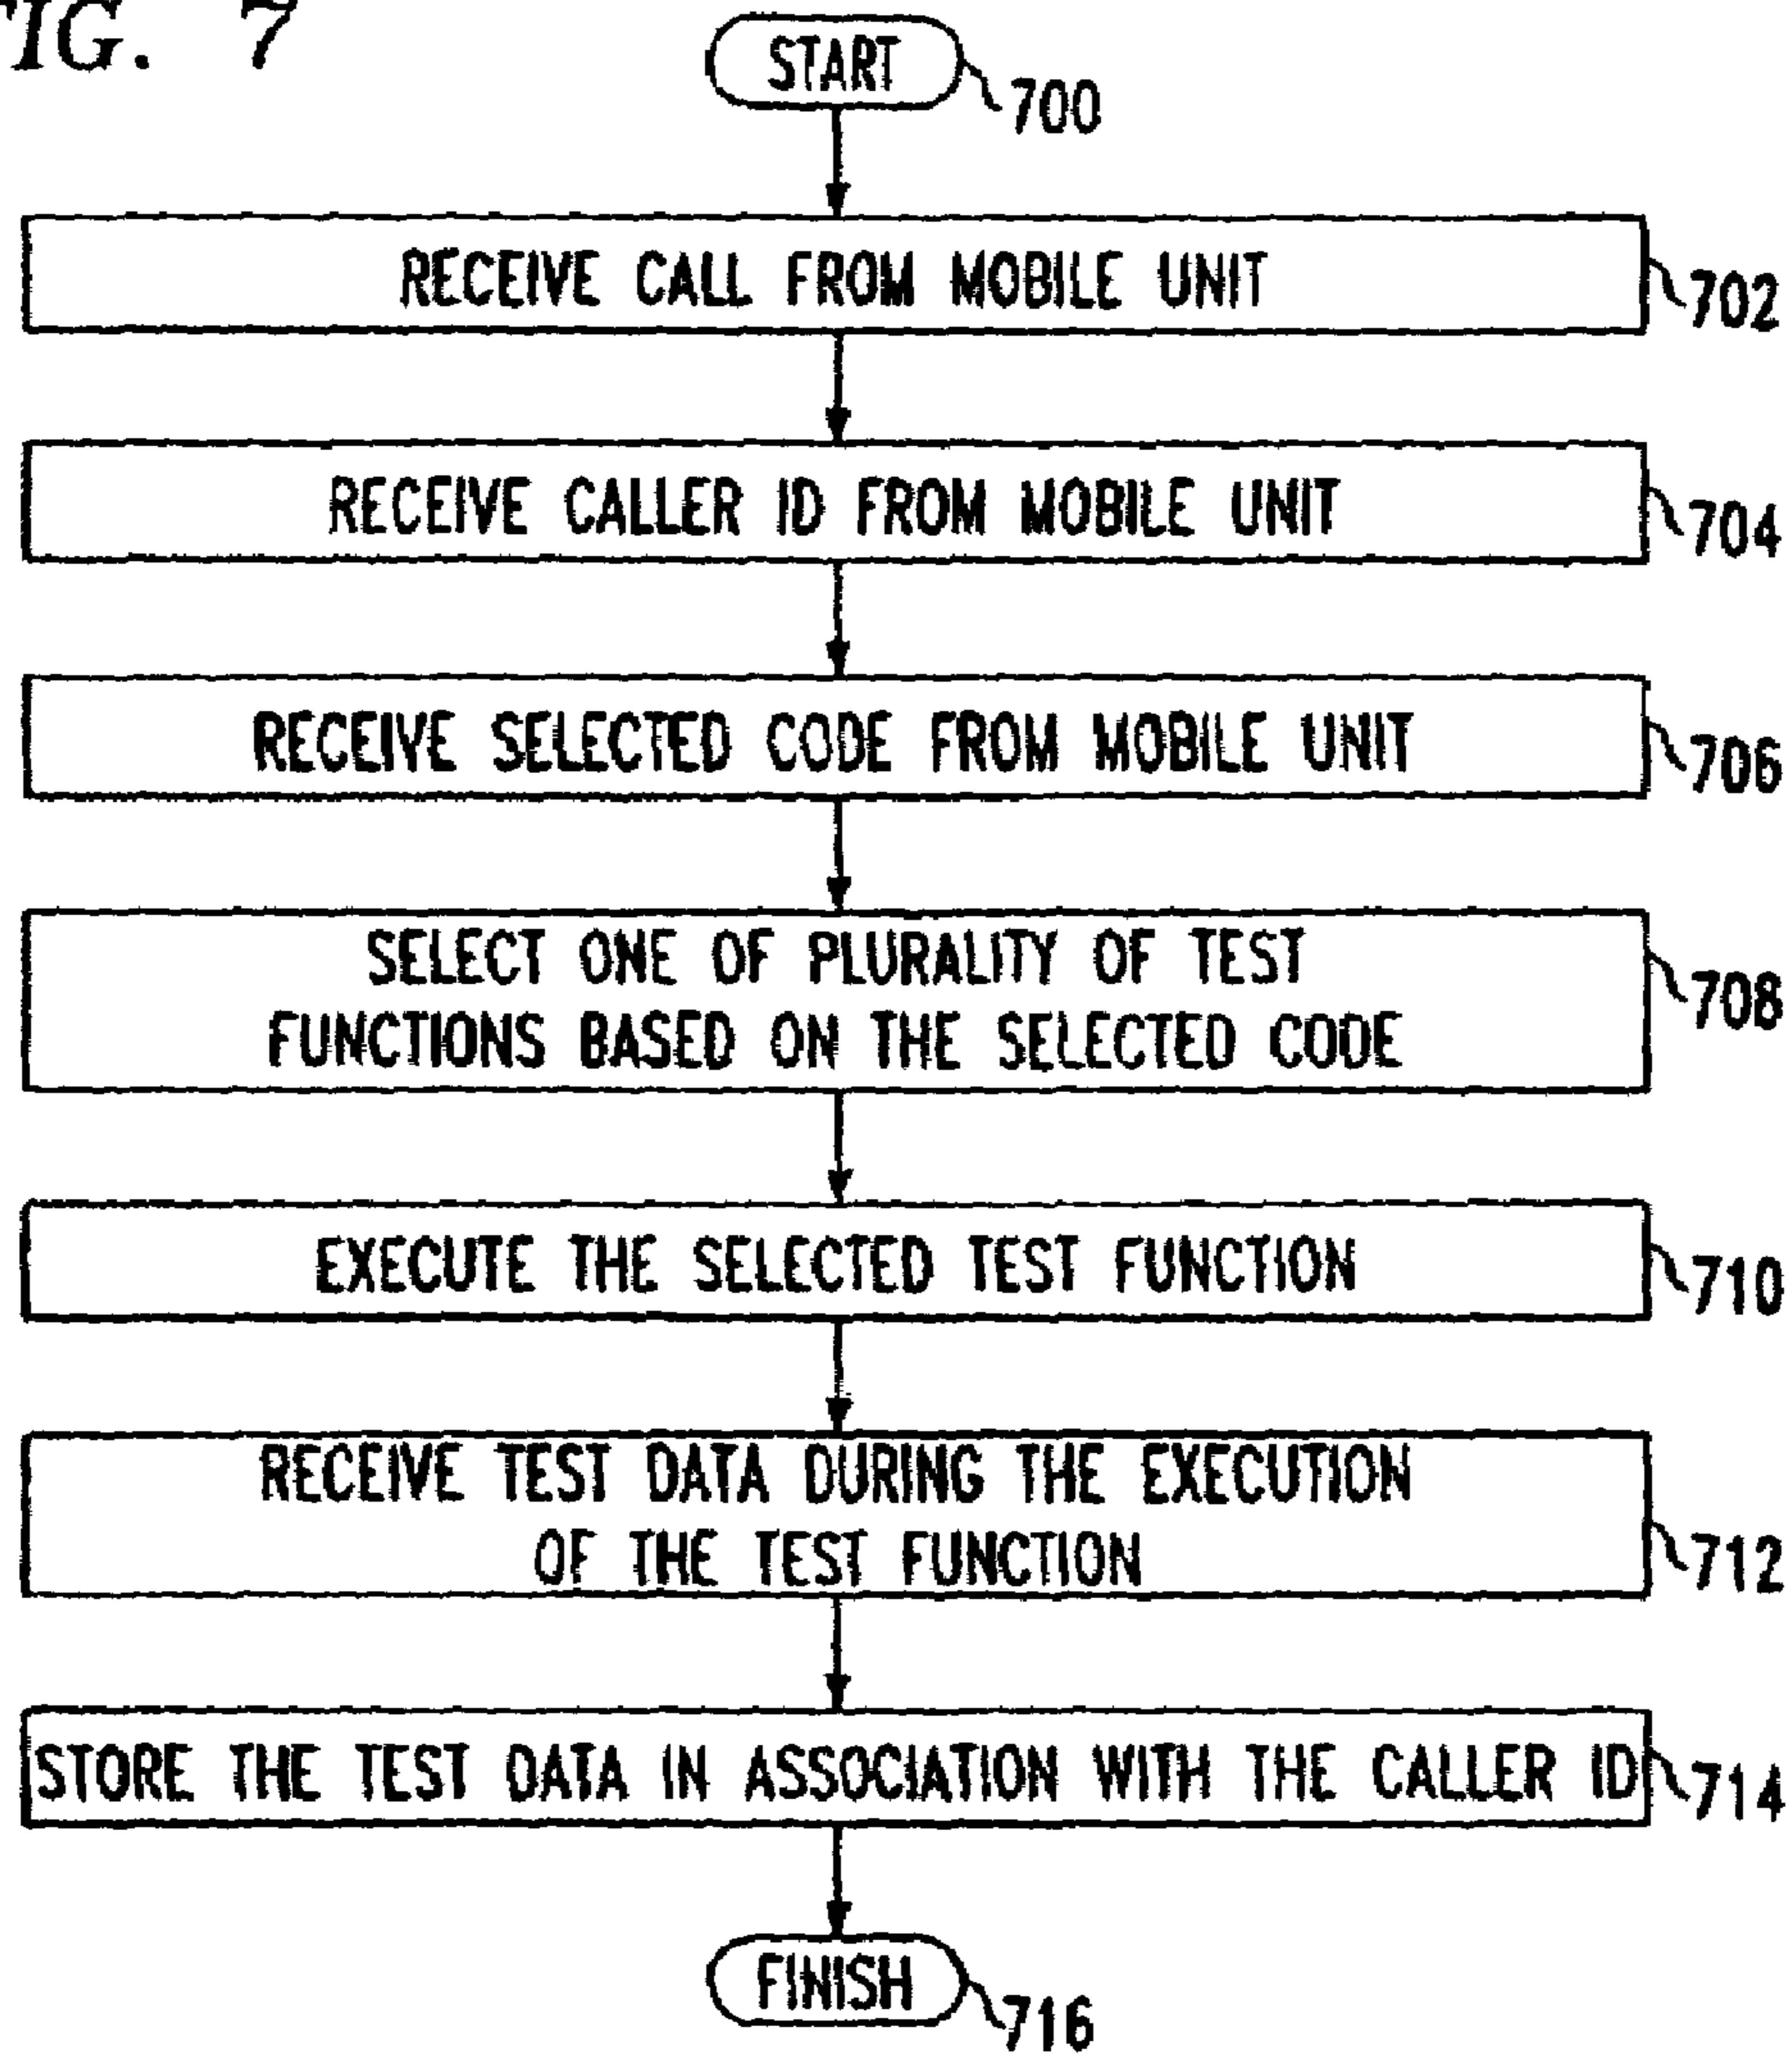 FIG. 7
START
700
RECEIVE CALL FROM MOBILE UNIT
702
RECEIVE CALLER ID FROM MOBILE UNIT
704
RECEIVE SELECTED CODE FROM MOBILE UNIT
706
SELECT ONE OF PLURALITY OF TEST
FUNCTIONS BASED ON THE SELECTED CODE
708
EXECUTE THE SELECTED TEST FUNCTION
710
RECEIVE TEST DATA DURING THE EXECUTION
OF THE TEST FUNCTION
712
STORE THE TEST DATA IN ASSOCIATION WITH THE CALLER ID
714
FINISH
716